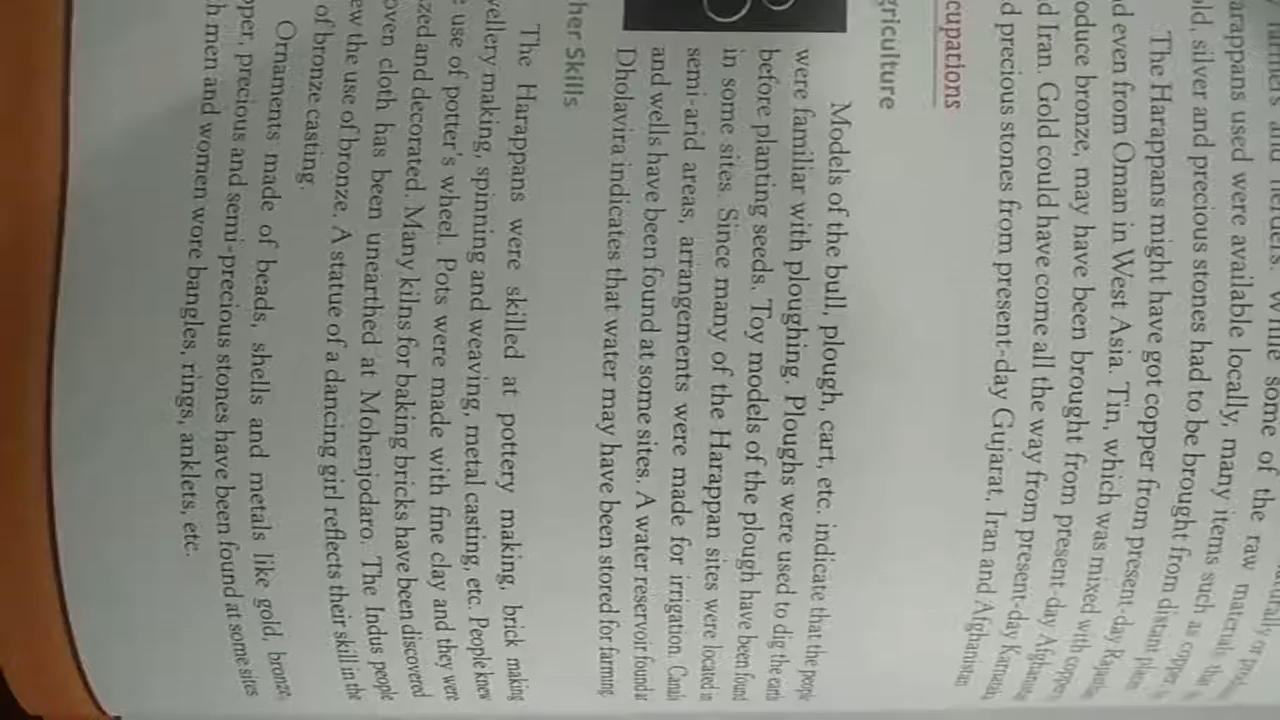 herders. While some of the raw materials
arappans used were available locally, many items such as copper
old, silver and precious stones had to be brought from distant
The Harappans might have got copper from present-day
d even from Oman in West Asia. Tin, which was mixed with copper
oduce bronze, may have been brought from present-day
d Iran. Gold could have come all the way from present-day
d precious stones from present-day Gujarat, Iran and Afghanistan
cupations
griculture
Models of the bull, plough, cart, etc. indicate that the people
were familiar with ploughing. Ploughs were used to dig the earth
before planting seeds. Toy models of the plough have been found
in some sites. Since many of the Harappan sites were located in
semi-arid areas, arrangements were made for irrigation. Canals
and wells have been found at some sites. A water reservoir found at
Dholavira indicates that water may have been stored for farming.
her Skills
The Harappans were skilled at pottery making, brick making
vellery making, spinning and weaving, metal casting, etc. People knew
e use of potter's wheel. Pots were made with fine clay and they were
zed and decorated. Many kilns for baking bricks have been discovered
oven cloth has been unearthed at Mohenjodaro. The Indus people
ew the use of bronze. A statue of a dancing girl reflects their skill in the
of bronze casting.
Ornaments made of beads, shells and metals like gold, bronze
pper, precious and semi-precious stones have been found at some sites
h men and women wore bangles, rings, anklets, etc.